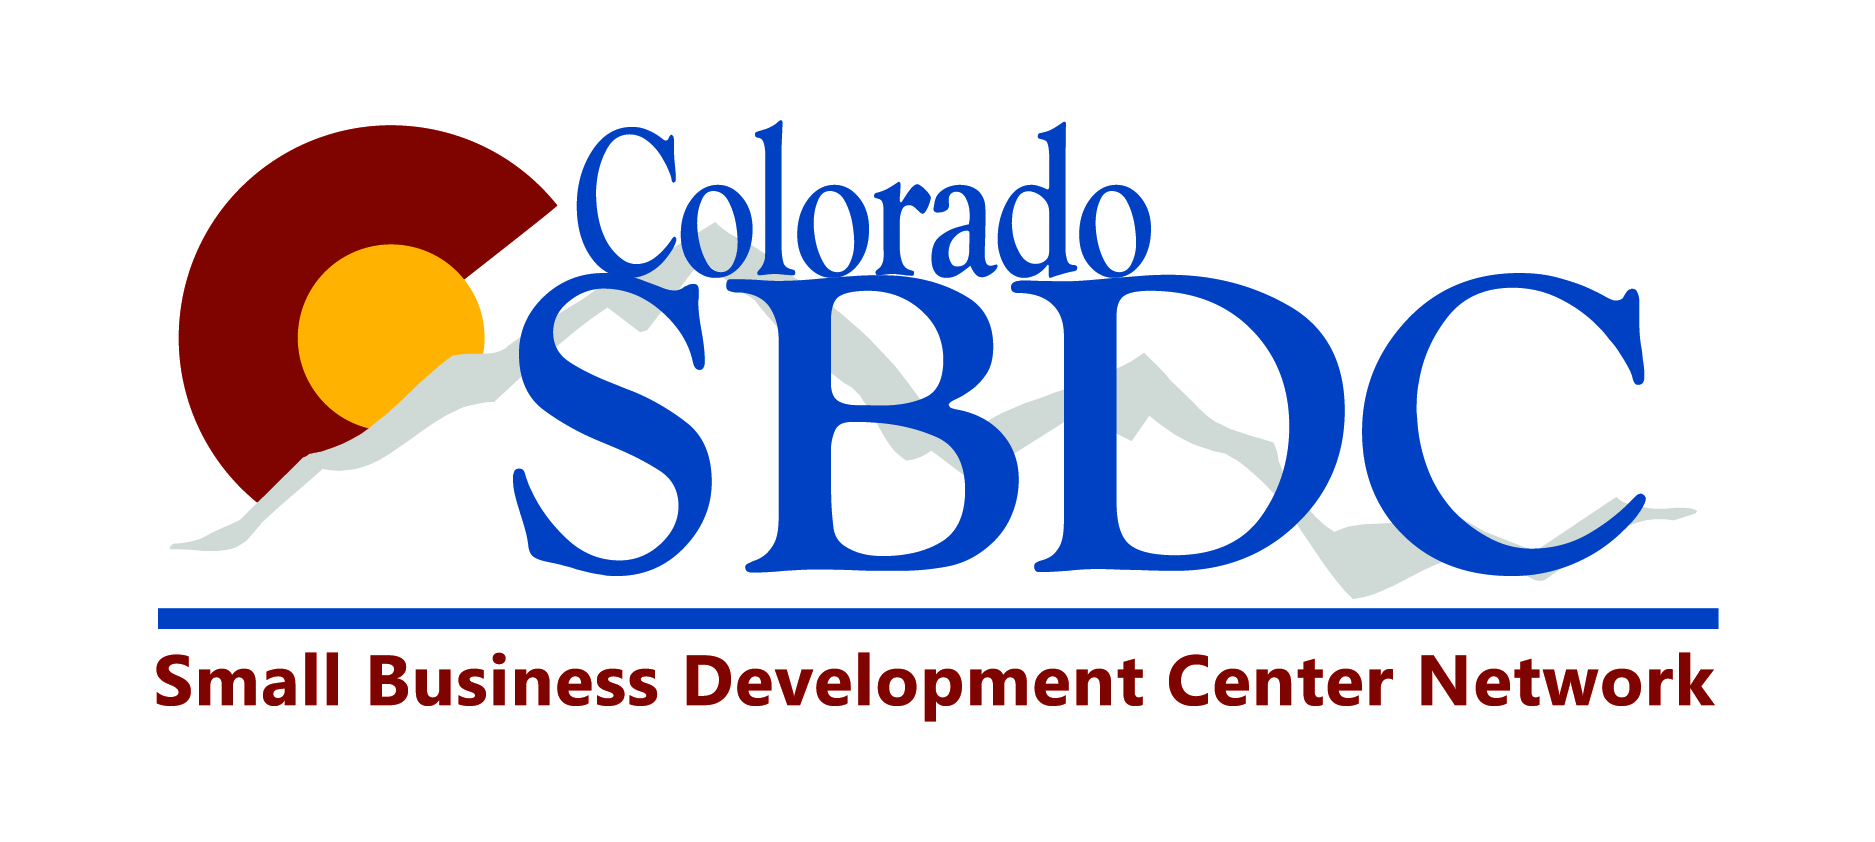 Colorado
SBDC
Small Business Development Center Network